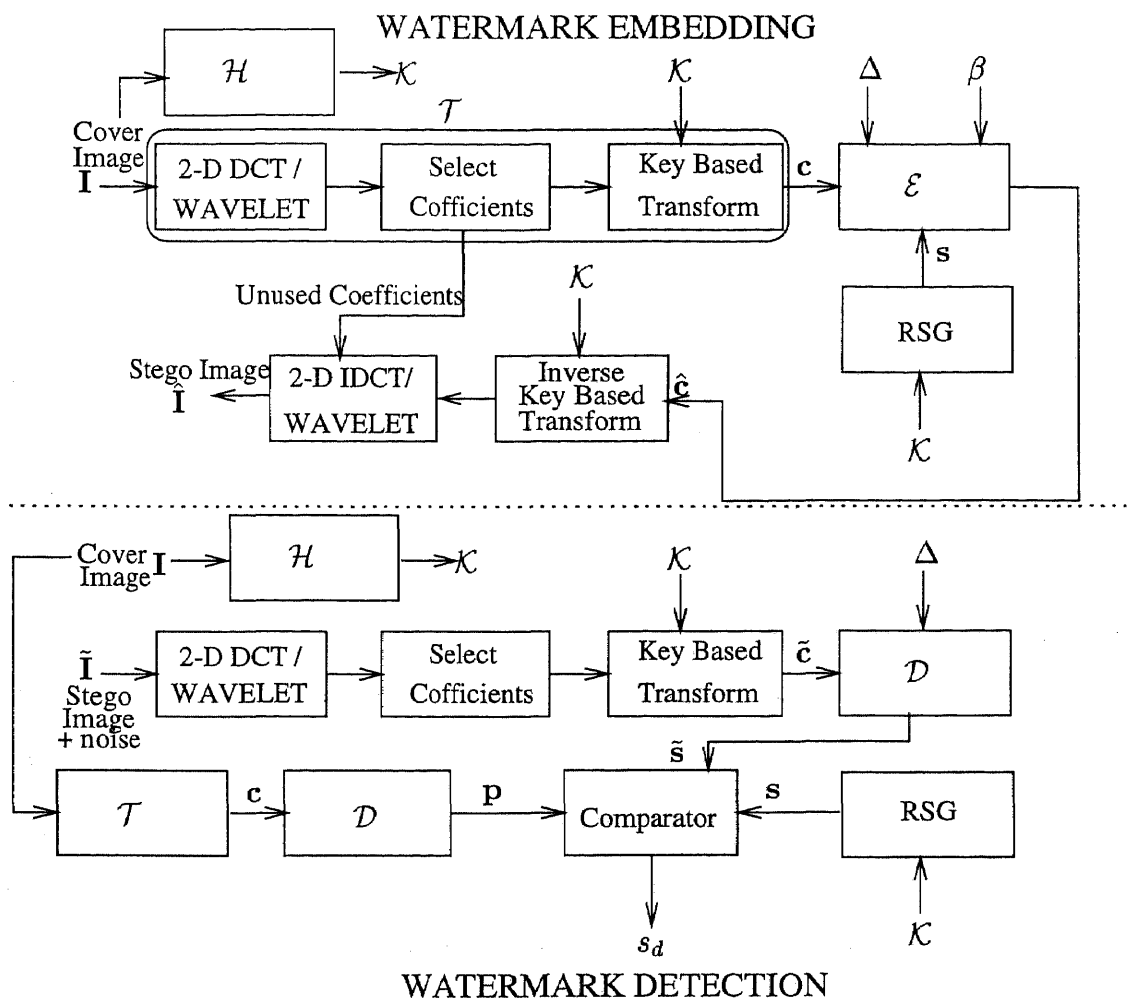 WATERMARK EMBEDDING
ℋ
𝒦
𝒦
Δ
β
𝒯
Cover
Image
I
2-D DCT /
WAVELET
Select
Cofficients
Key Based
Transform
c
ℰ
s
Unused Coefficients
𝒦
RSG
Stego Image
Î
2-D IDCT/
WAVELET
Inverse
Key Based
Transform
ĉ
𝒦
Cover
Image
I
ℋ
𝒦
𝒦
Δ
Ĩ
Stego
Image
+ noise
2-D DCT /
WAVELET
Select
Cofficients
Key Based
Transform
c̃
𝒟
s̃
𝒯
c
𝒟
p
Comparator
s
RSG
s_d
𝒦
WATERMARK DETECTION